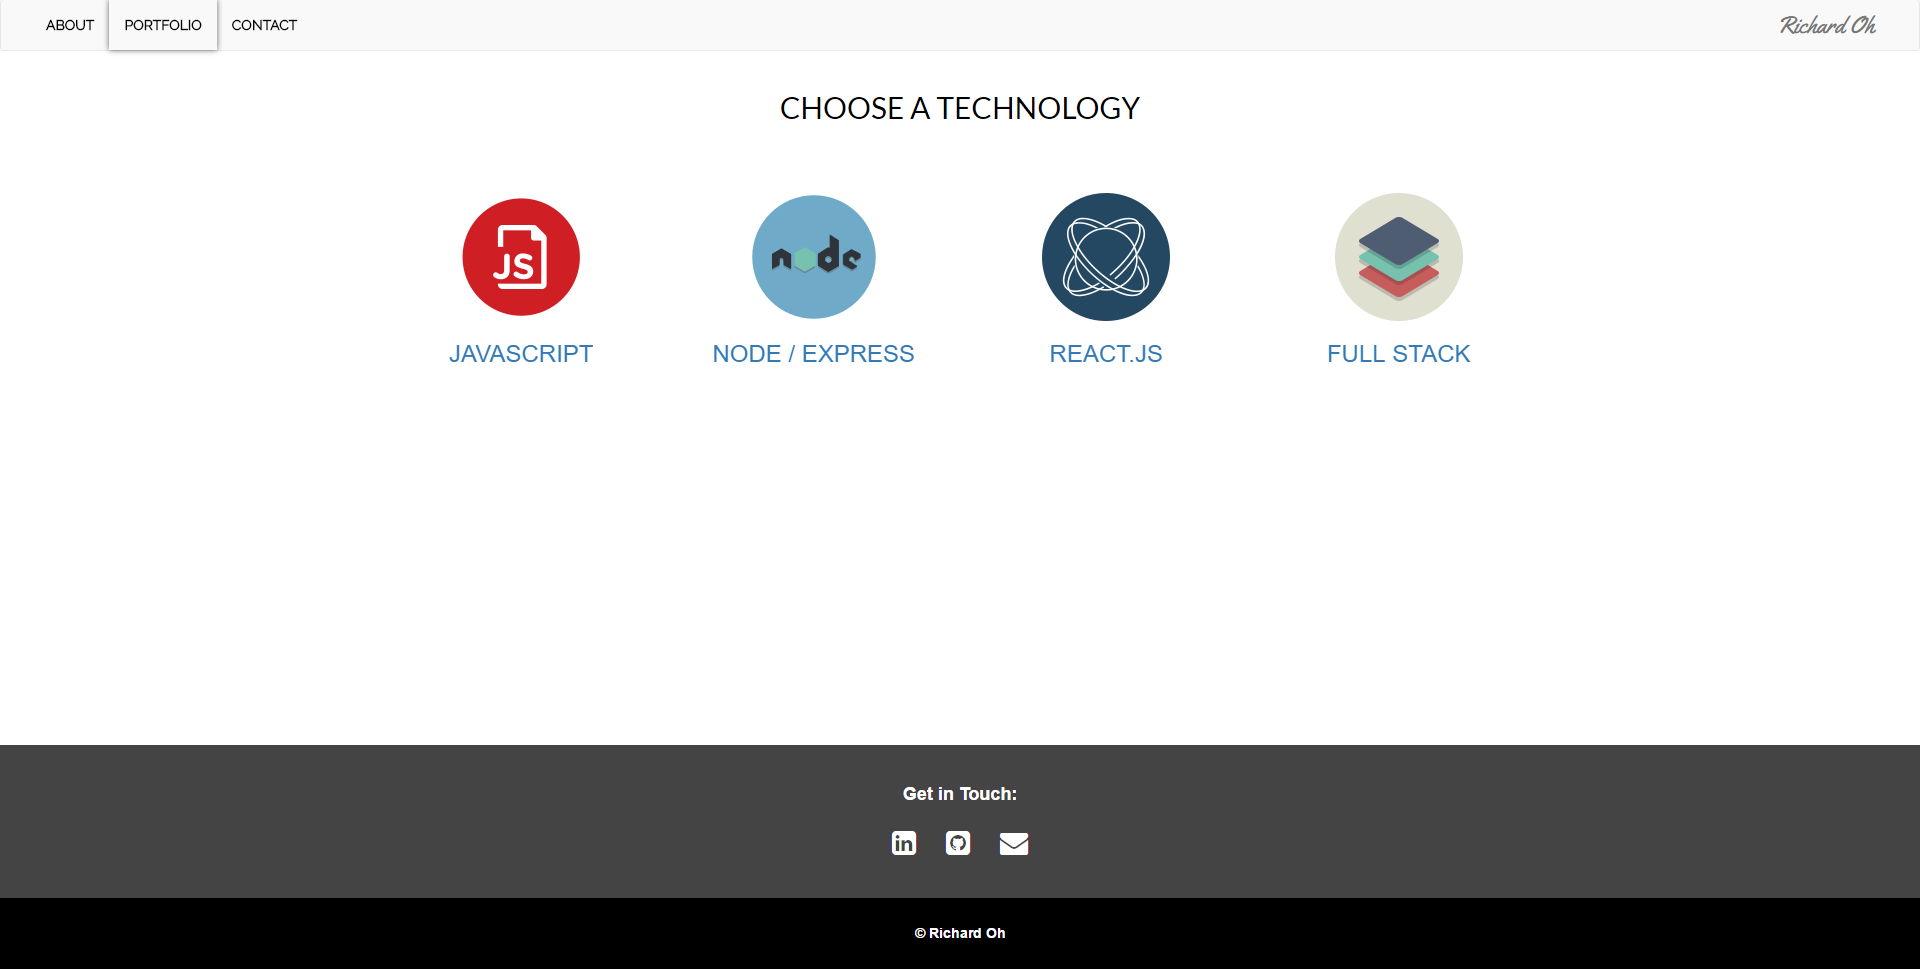 ABOUT PORTFOLIO CONTACT Richard Oh
CHOOSE A TECHNOLOGY
JS node
JAVASCRIPT NODE / EXPRESS REACT.JS FULL STACK
Get in Touch:
in
© Richard Oh